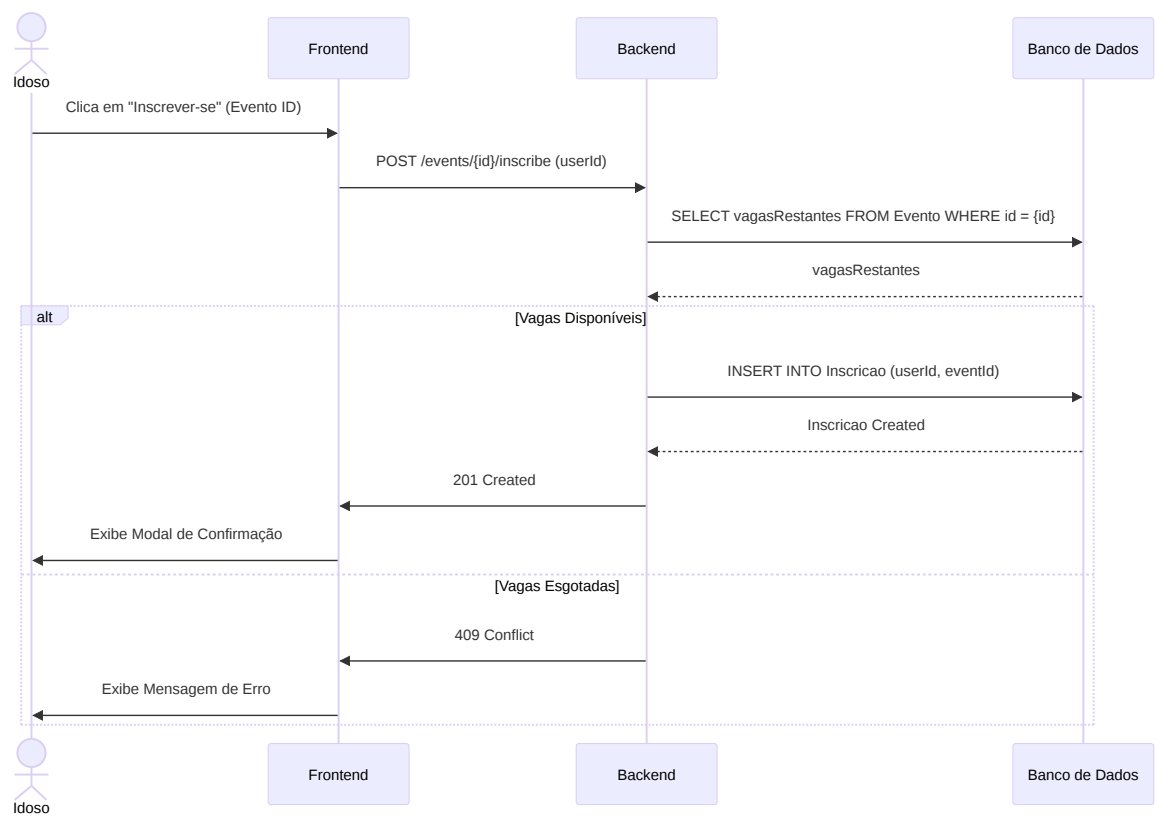 Idoso
Frontend
Backend
Banco de Dados
Clica em "Inscrever-se" (Evento ID)
POST /events/{id}/inscribe (userId)
SELECT vagasRestantes FROM Evento WHERE id = {id}
vagasRestantes
alt
[Vagas Disponíveis]
INSERT INTO Inscricao (userId, eventId)
Inscricao Created
201 Created
Exibe Modal de Confirmação
[Vagas Esgotadas]
409 Conflict
Exibe Mensagem de Erro
Idoso
Frontend
Backend
Banco de Dados